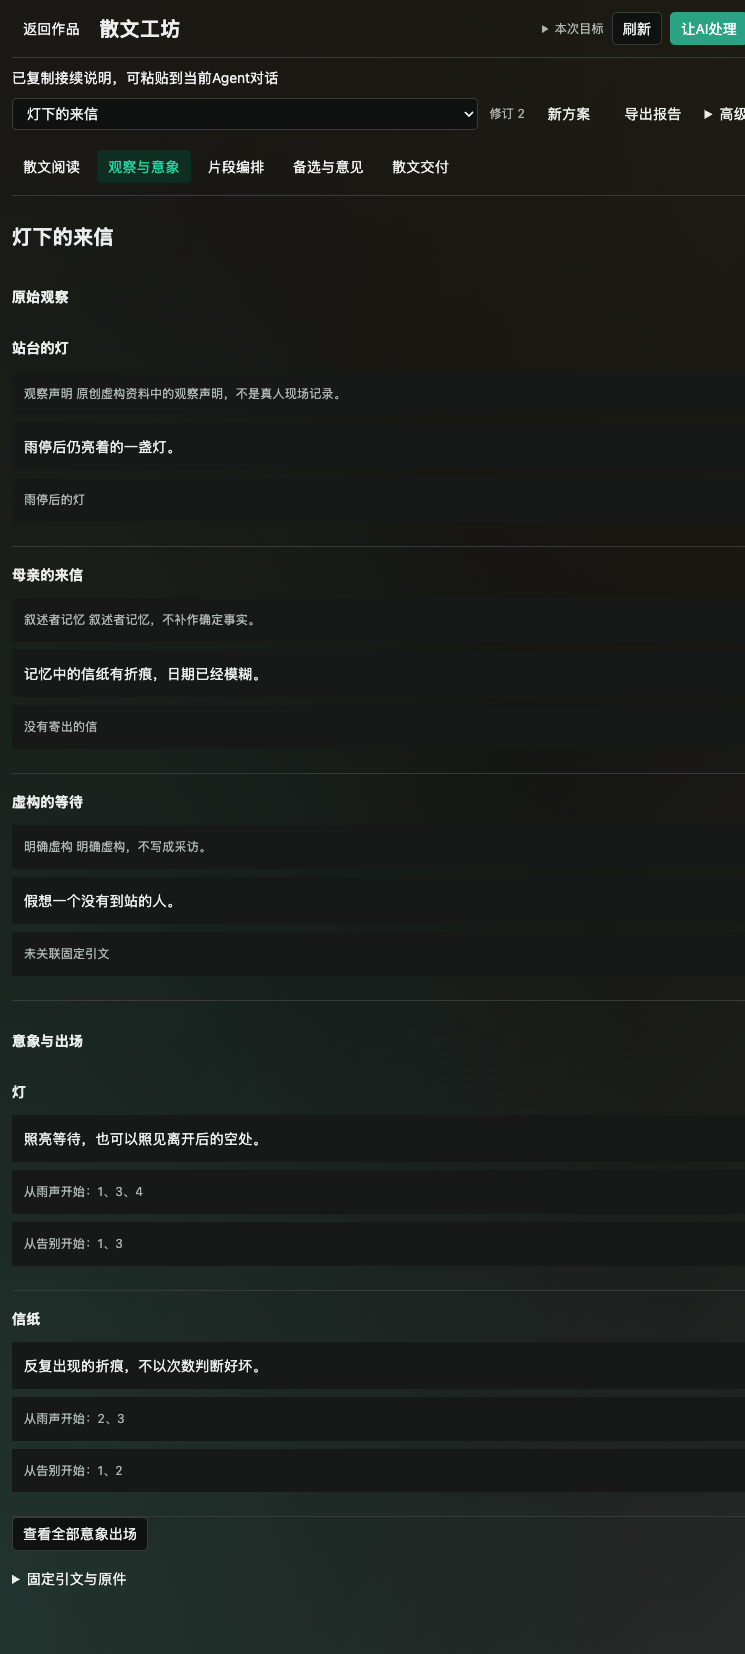 返回作品 散文工坊 ▶ 本次目标 刷新 让AI处理
已复制接续说明，可粘贴到当前Agent对话
灯下的来信 修订 2 新方案 导出报告 ▶ 高级
散文阅读 观察与意象 片段编排 备选与意见 散文交付
灯下的来信
原始观察
站台的灯
观察声明 原创虚构资料中的观察声明，不是真人现场记录。
雨停后仍亮着的一盏灯。
雨停后的灯
母亲的来信
叙述者记忆 叙述者记忆，不补作确定事实。
记忆中的信纸有折痕，日期已经模糊。
没有寄出的信
虚构的等待
明确虚构 明确虚构，不写成采访。
假想一个没有到站的人。
未关联固定引文
意象与出场
灯
照亮等待，也可以照见离开后的空处。
从雨声开始：1、3、4
从告别开始：1、3
信纸
反复出现的折痕，不以次数判断好坏。
从雨声开始：2、3
从告别开始：1、2
查看全部意象出场
▶ 固定引文与原件